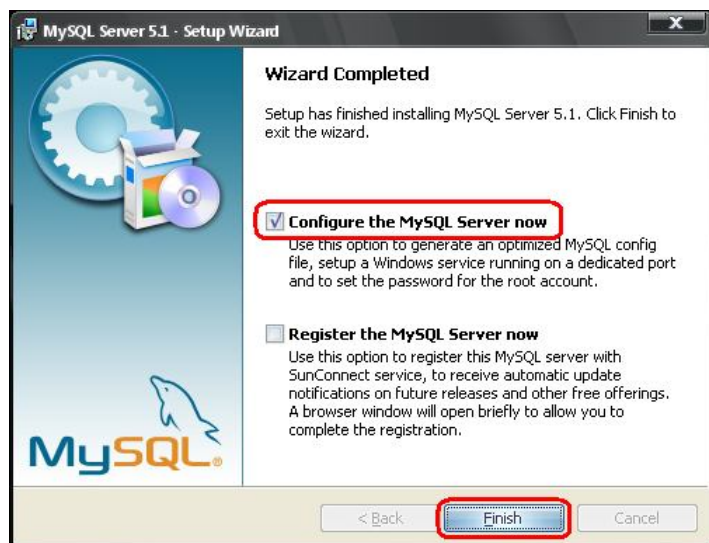 MySQL Server 5.1 - Setup Wizard
X
Wizard Completed
Setup has finished installing MySQL Server 5.1. Click Finish to
exit the wizard.
Configure the MySQL Server now
Use this option to generate an optimized MySQL config
file, setup a Windows service running on a dedicated port
and to set the password for the root account.
Register the MySQL Server now
Use this option to register this MySQL server with
SunConnect service, to receive automatic update
notifications on future releases and other free offerings.
A browser window will open briefly to allow you to
complete the registration.
MySQL®
< Back
Finish
Cancel